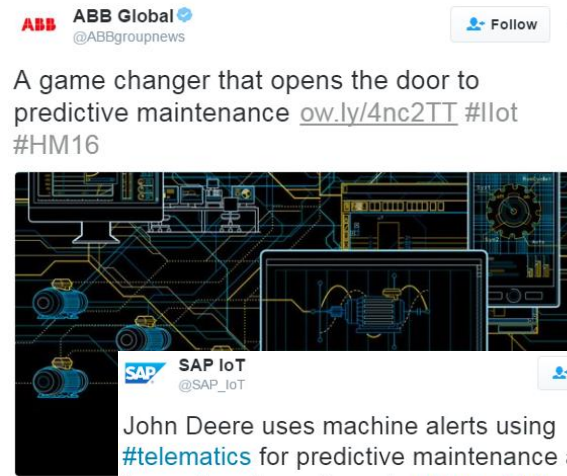 ABB
ABB Global
@ABBgroupnews
Follow
A game changer that opens the door to
predictive maintenance ow.ly/4nc2TT #IIot
#HM16
SAP
SAP IoT
@SAP_IoT
John Deere uses machine alerts using
#telematics for predictive maintenance